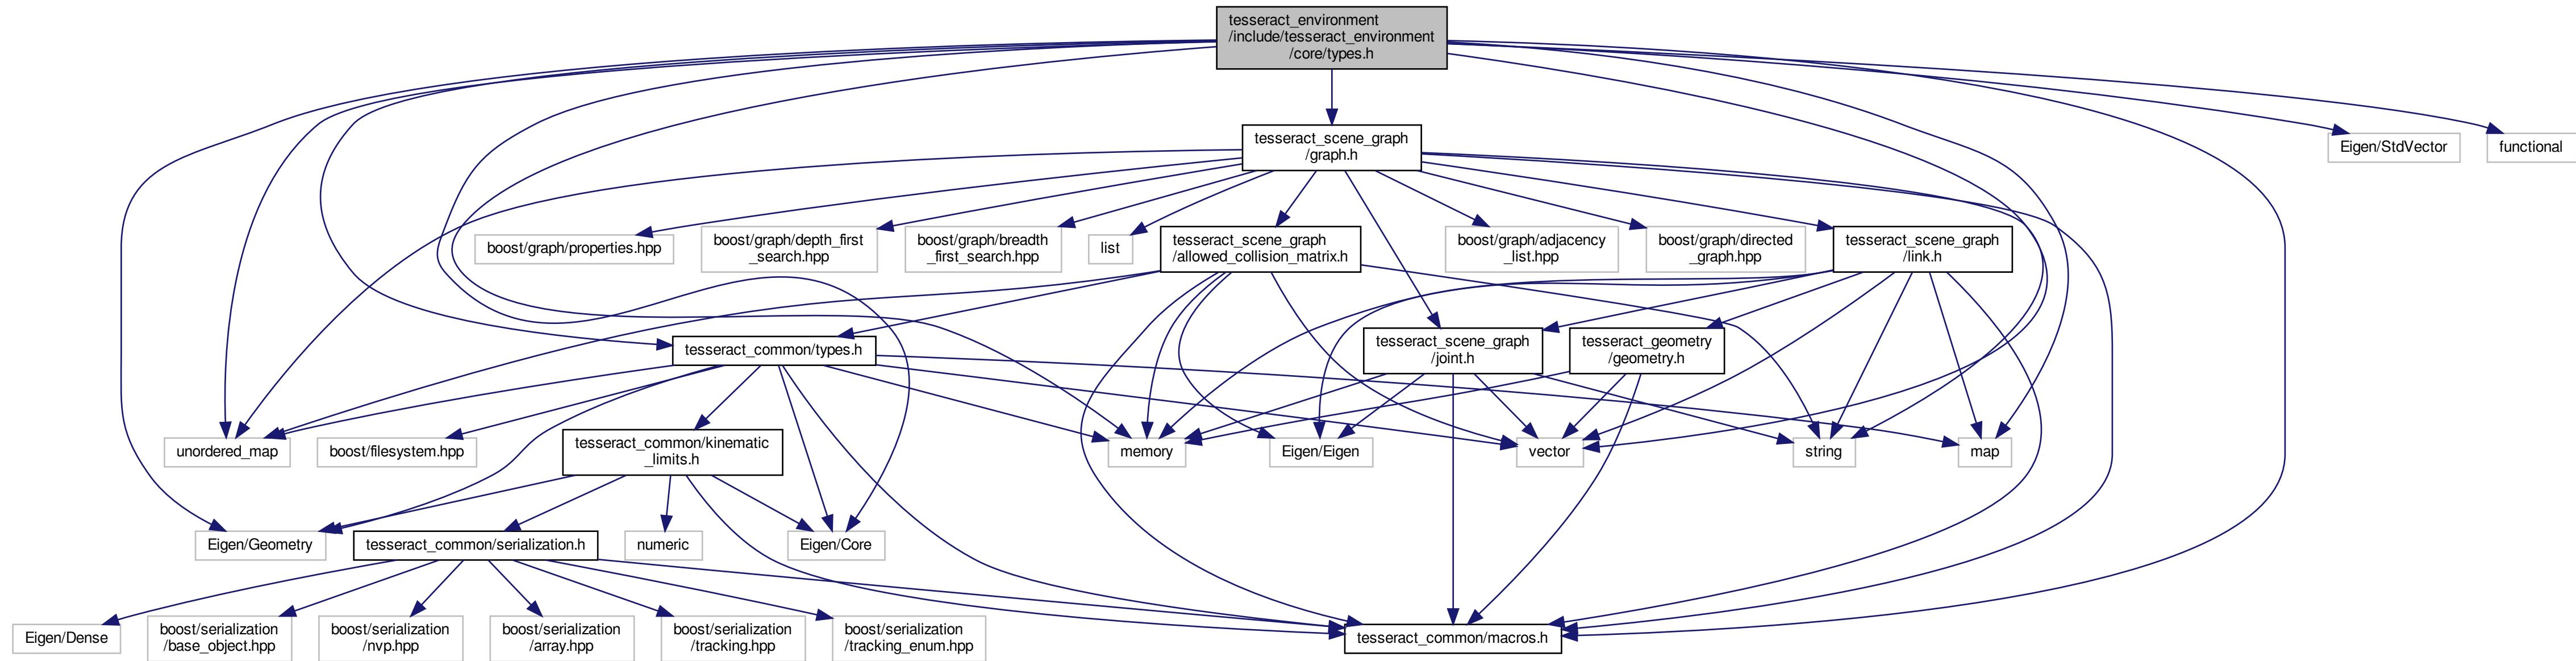 tesseract_environment
/include/tesseract_environment
/core/types.h
tesseract_scene_graph
/graph.h
Eigen/StdVector
functional
boost/graph/properties.hpp
boost/graph/depth_first
_search.hpp
boost/graph/breadth
_first_search.hpp
list
tesseract_scene_graph
/allowed_collision_matrix.h
boost/graph/adjacency
_list.hpp
boost/graph/directed
_graph.hpp
tesseract_scene_graph
/link.h
tesseract_common/types.h
tesseract_scene_graph
/joint.h
tesseract_geometry
/geometry.h
unordered_map
boost/filesystem.hpp
tesseract_common/kinematic
_limits.h
memory
Eigen/Eigen
vector
string
map
Eigen/Geometry
tesseract_common/serialization.h
numeric
Eigen/Core
Eigen/Dense
boost/serialization
/base_object.hpp
boost/serialization
/nvp.hpp
boost/serialization
/array.hpp
boost/serialization
/tracking.hpp
boost/serialization
/tracking_enum.hpp
tesseract_common/macros.h